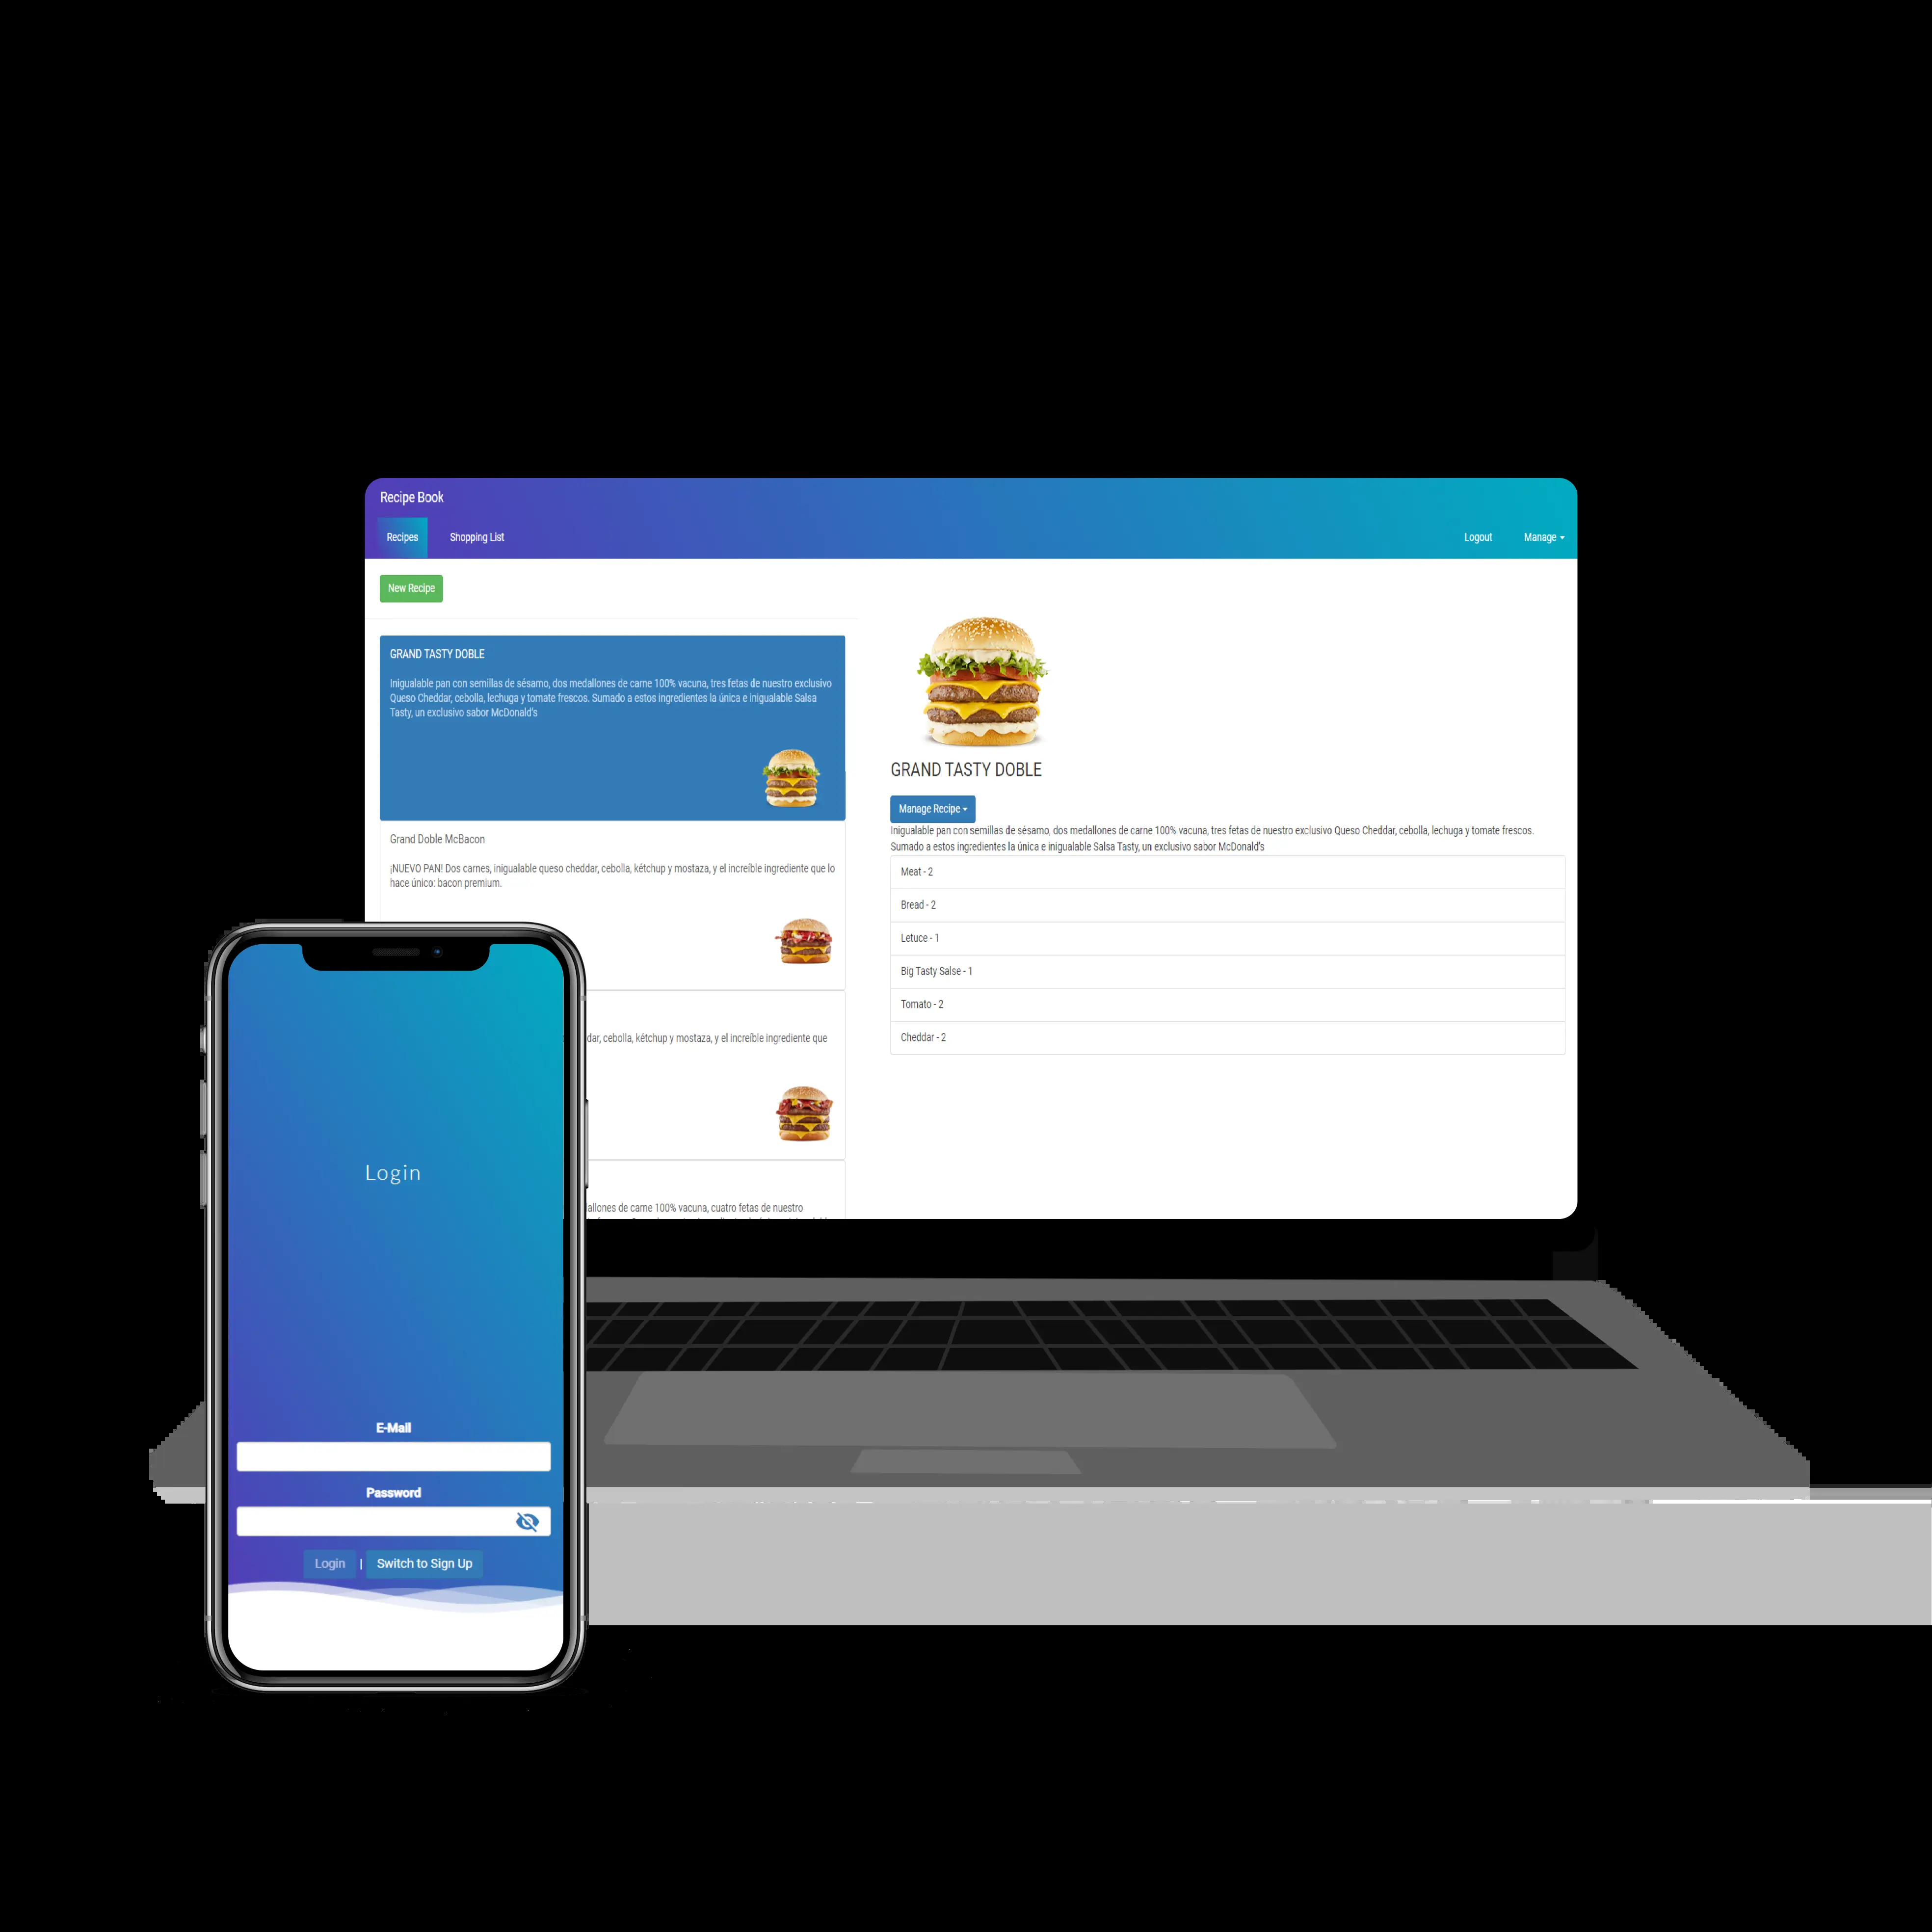 Recipe Book
Recipes
Shopping List
Logout
Manage
New Recipe
GRAND TASTY DOBLE
Inigualable pan con semillas de sésamo, dos medallones de carne 100% vacuna, tres fetas de nuestro exclusivo
Queso Cheddar, cebolla, lechuga y tomate frescos. Sumado a estos ingredientes la única e inigualable Salsa
Tasty, un exclusivo sabor McDonald's
Grand Doble McBacon
¡NUEVO PAN! Dos carnes, inigualable queso cheddar, cebolla, kétchup y mostaza, y el increíble ingrediente que lo
hace único: bacon premium.
dar, cebolla, kétchup y mostaza, y el increíble ingrediente que
allones de carne 100% vacuna, cuatro fetas de nuestro
GRAND TASTY DOBLE
Manage Recipe
Inigualable pan con semillas de sésamo, dos medallones de carne 100% vacuna, tres fetas de nuestro exclusivo Queso Cheddar, cebolla, lechuga y tomate frescos.
Sumado a estos ingredientes la única e inigualable Salsa Tasty, un exclusivo sabor McDonald's
Meat - 2
Bread - 2
Letuce - 1
Big Tasty Salse - 1
Tomato - 2
Cheddar - 2
Login
E-Mail
Password
Login | Switch to Sign Up